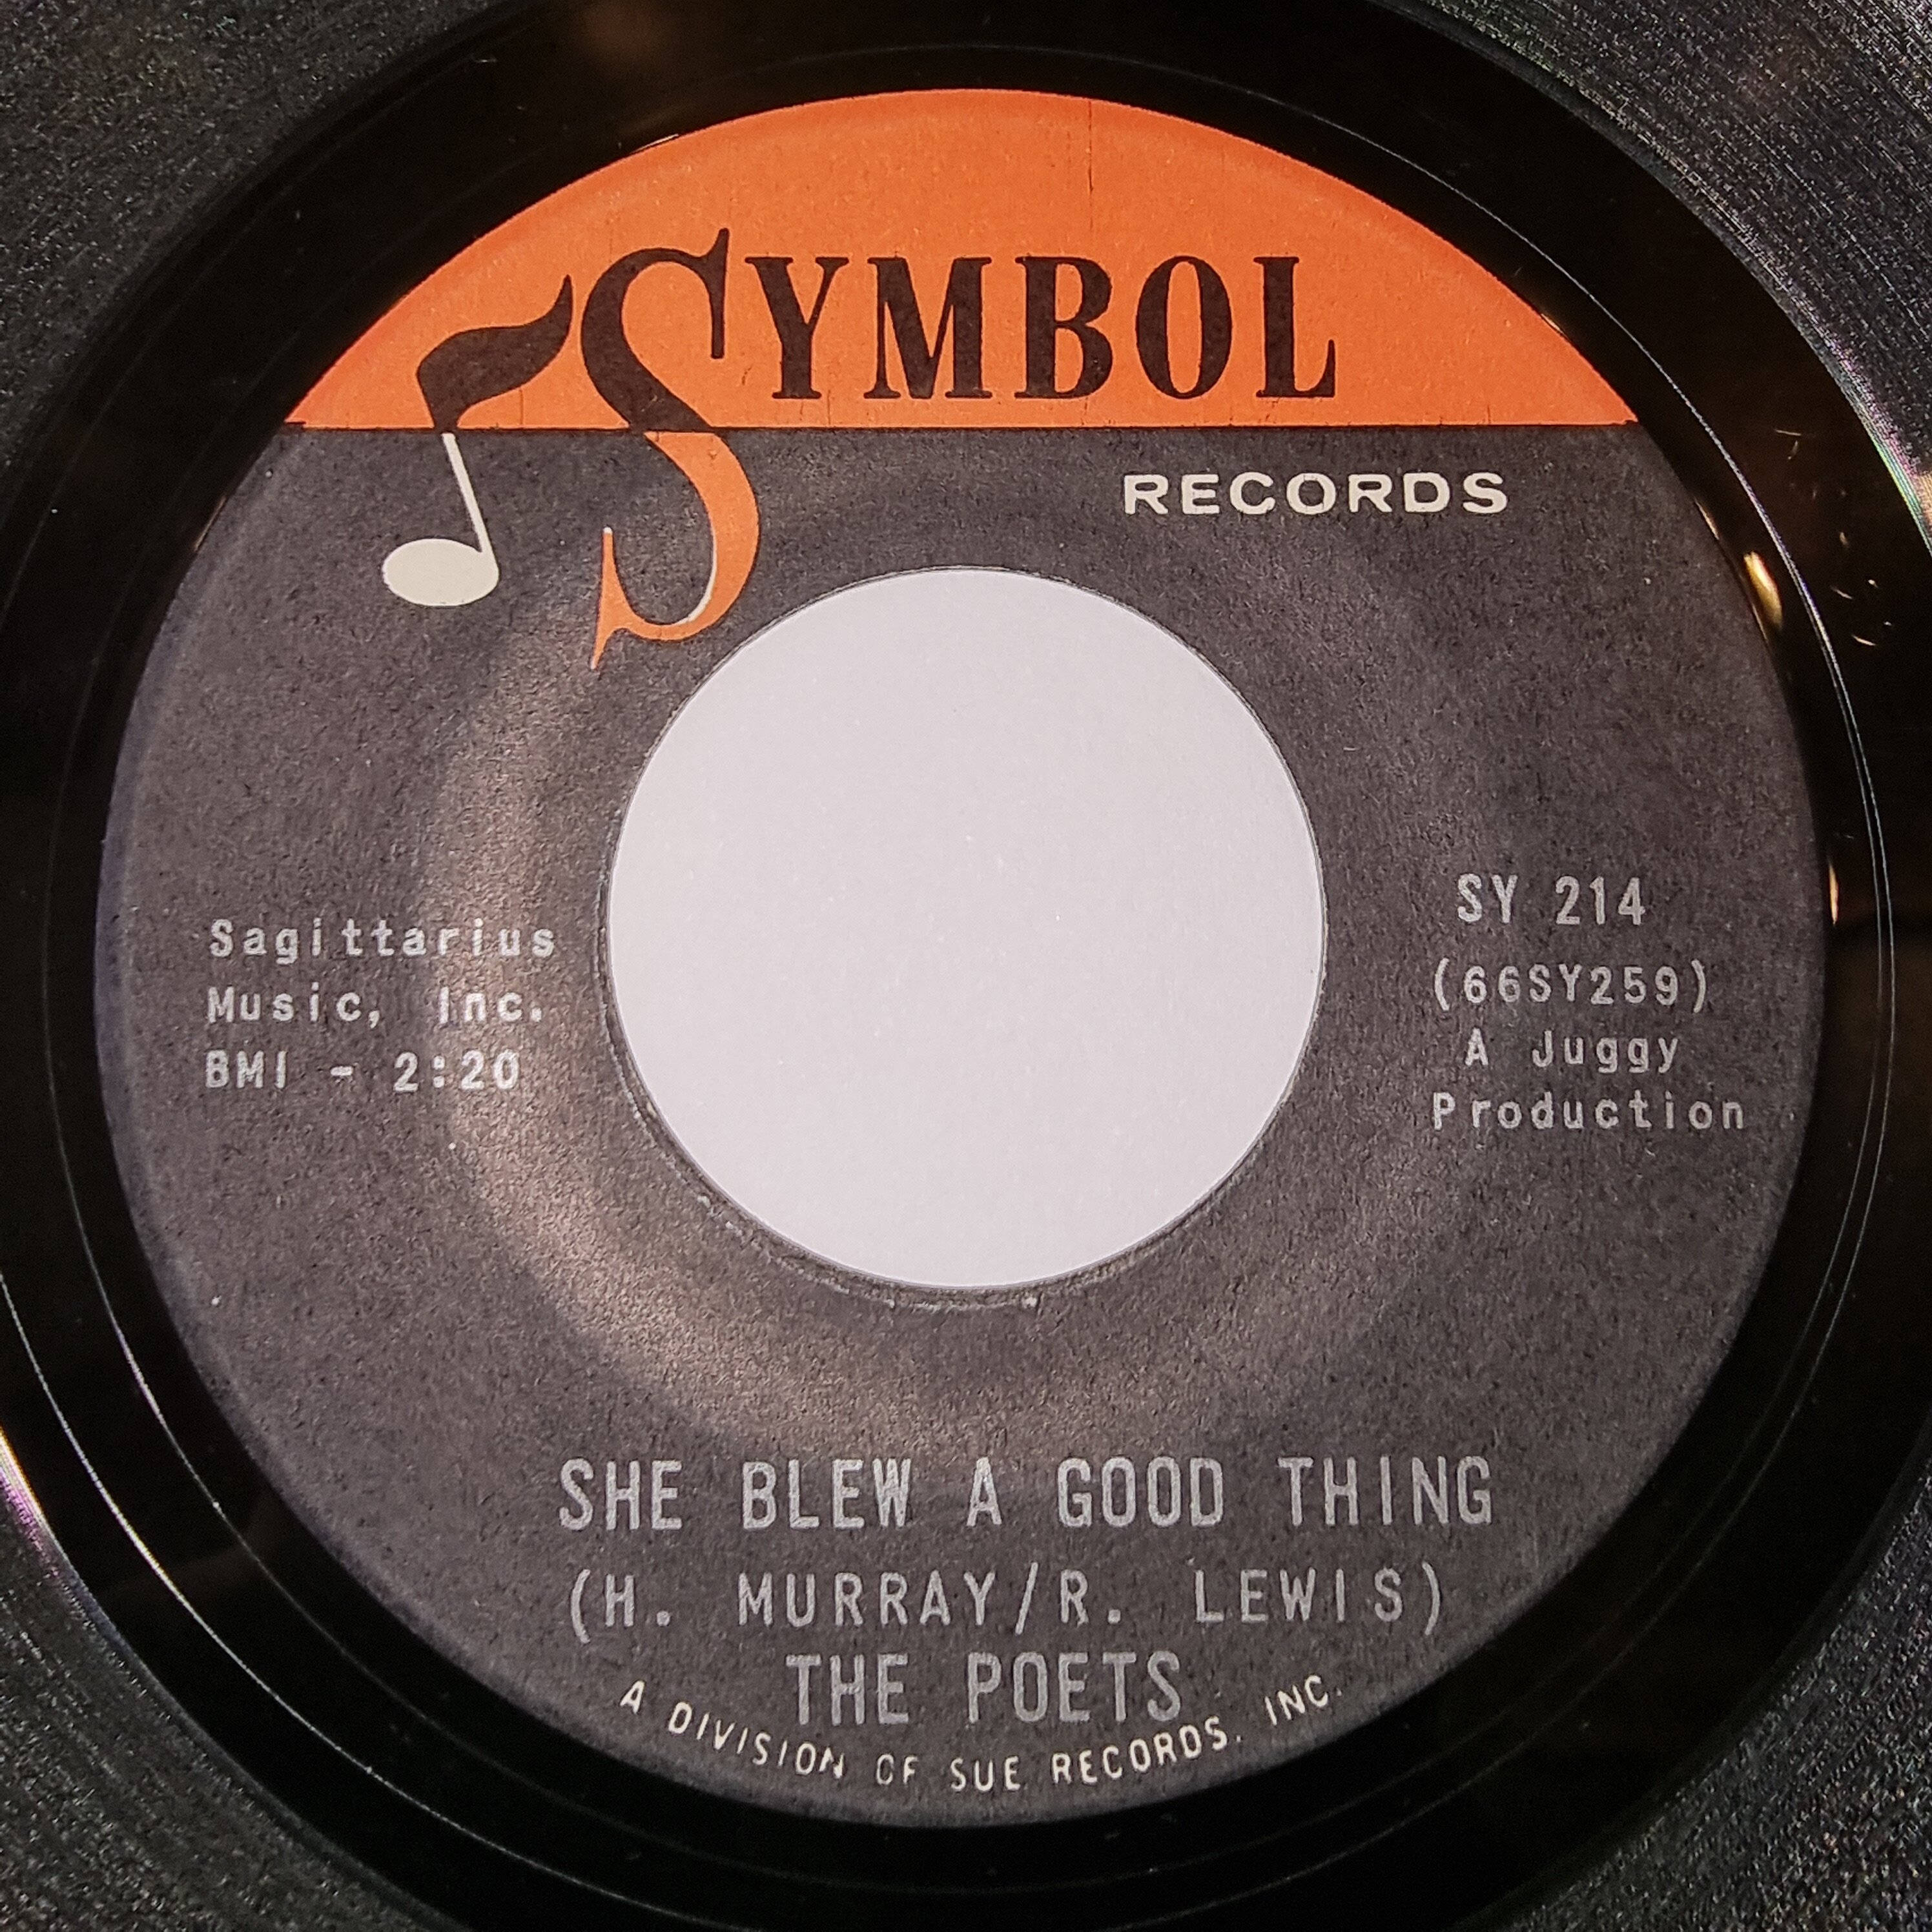 SYMBOL
RECORDS
Sagittarius
Music, Inc.
BMI - 2:20
SY 214
(66SY259)
A Juggy
Production
SHE BLEW A GOOD THING
(H. MURRAY/R. LEWIS)
THE POETS
A DIVISION OF SUE RECORDS, INC.